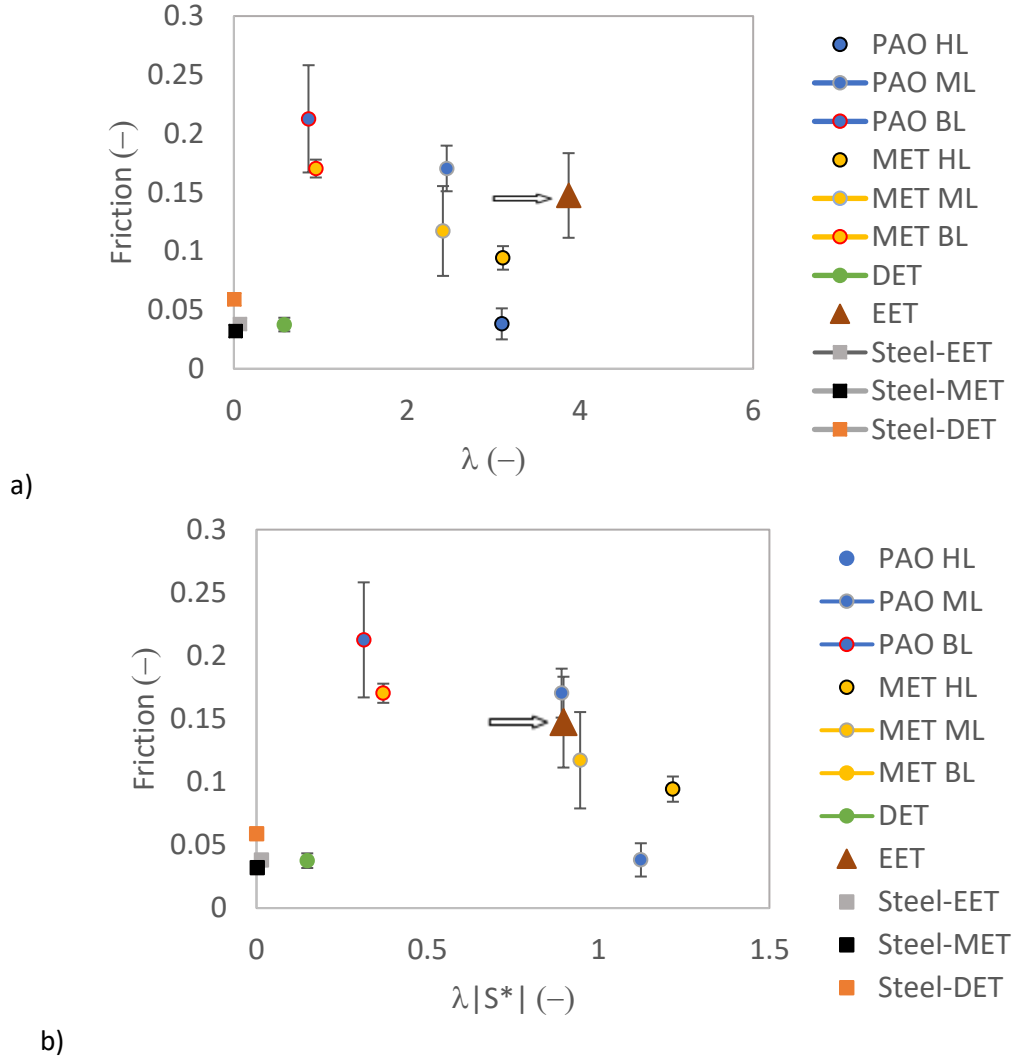 0.3
0.25
0.2
0.15
0.1
0.05
0
Friction (–)
0 2 4 6
λ (–)
PAO HL
PAO ML
PAO BL
MET HL
MET ML
MET BL
DET
EET
Steel-EET
Steel-MET
Steel-DET
a)
0.3
0.25
0.2
0.15
0.1
0.05
0
Friction (–)
0 0.5 1 1.5
λ|S*| (–)
PAO HL
PAO ML
PAO BL
MET HL
MET ML
MET BL
DET
EET
Steel-EET
Steel-MET
Steel-DET
b)